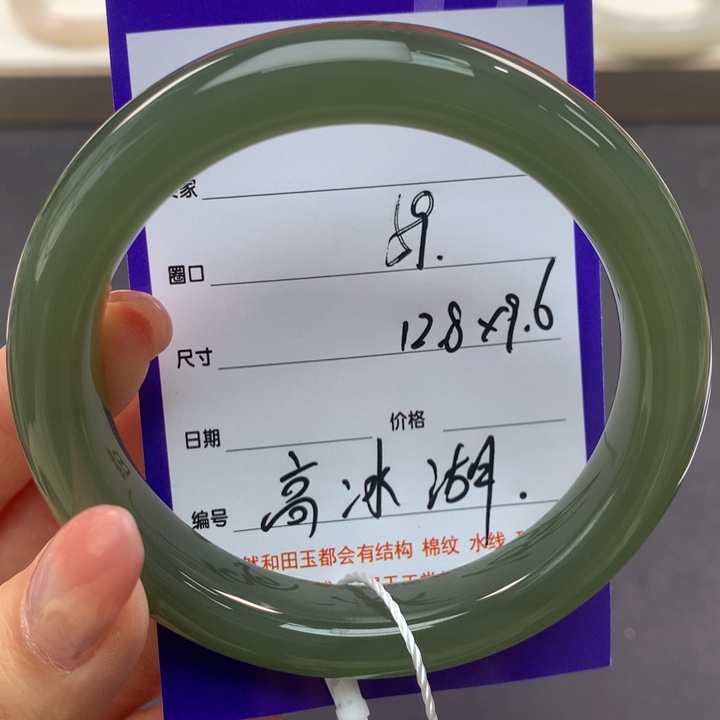 家
圈口 59.
尺寸 12.8×9.6
日期 价格
编号 高冰湖.
然和田玉都会有结构 棉纹 水线